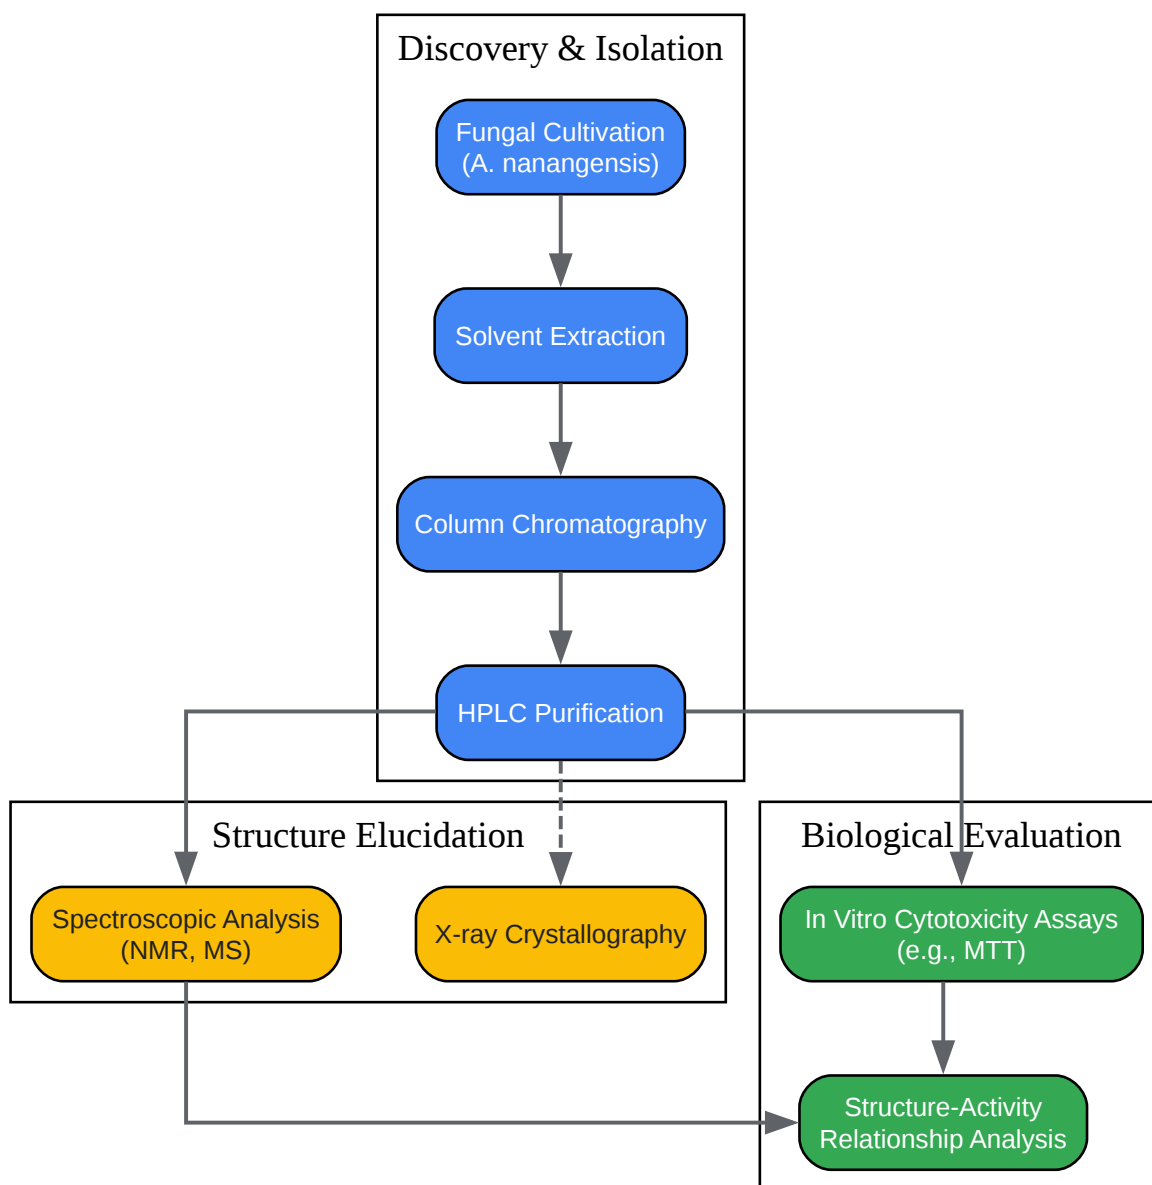 Discovery & Isolation
Fungal Cultivation
(A. nanangensis)
Solvent Extraction
Column Chromatography
HPLC Purification
Structure Elucidation
Spectroscopic Analysis
(NMR, MS)
X-ray Crystallography
Biological Evaluation
In Vitro Cytotoxicity Assays
(e.g., MTT)
Structure-Activity
Relationship Analysis